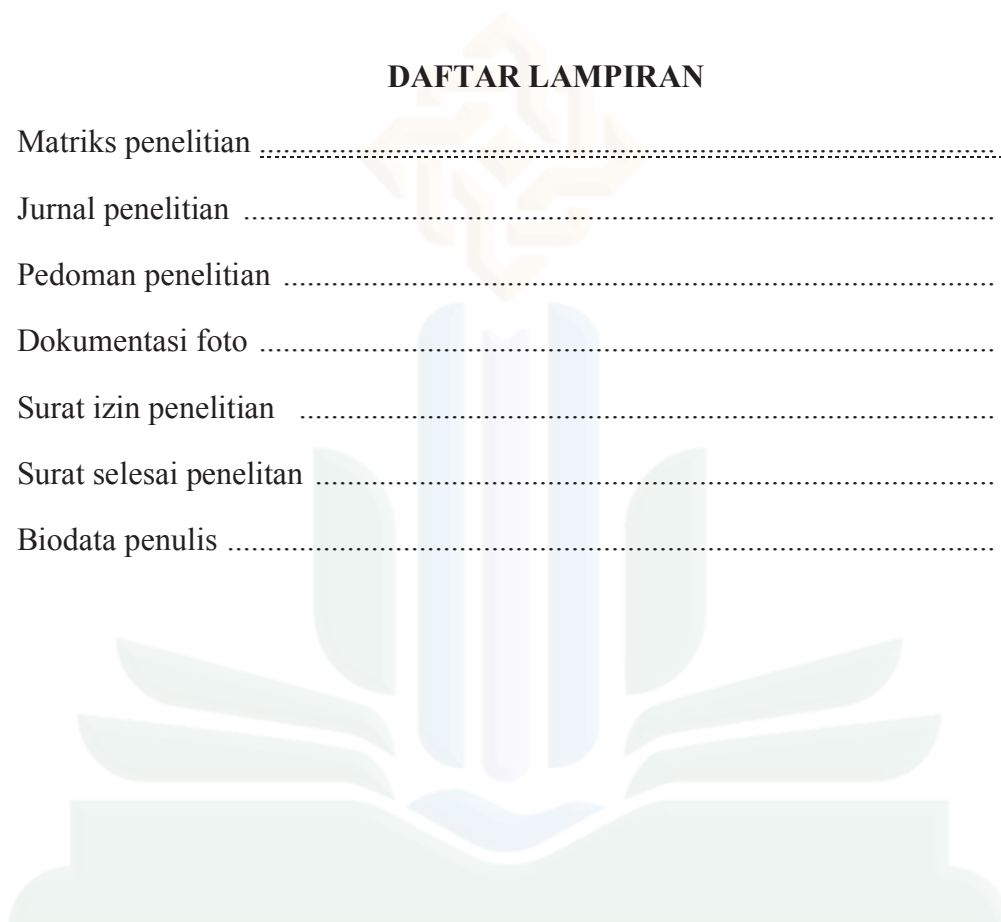 DAFTAR LAMPIRAN
Matriks penelitian ........................................................................................
Jurnal penelitian ..........................................................................................
Pedoman penelitian .....................................................................................
Dokumentasi foto ........................................................................................
Surat izin penelitian ...................................................................................
Surat selesai penelitan .................................................................................
Biodata penulis ............................................................................................